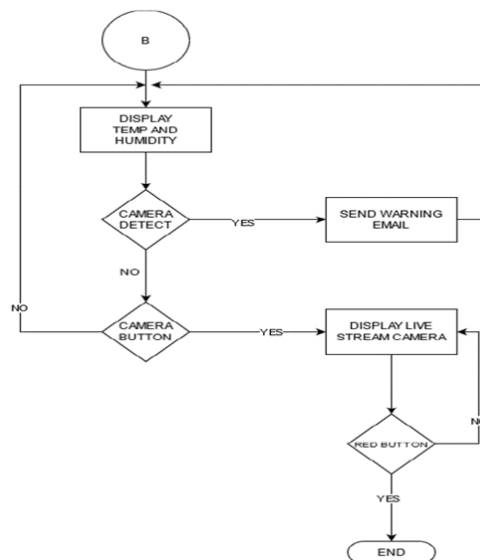 B
DISPLAY
TEMP AND
HUMIDITY
CAMERA
DETECT
YES
SEND WARNING
EMAIL
NO
NO
CAMERA
BUTTON
YES
DISPLAY LIVE
STREAM CAMERA
RED BUTTON
NO
YES
END